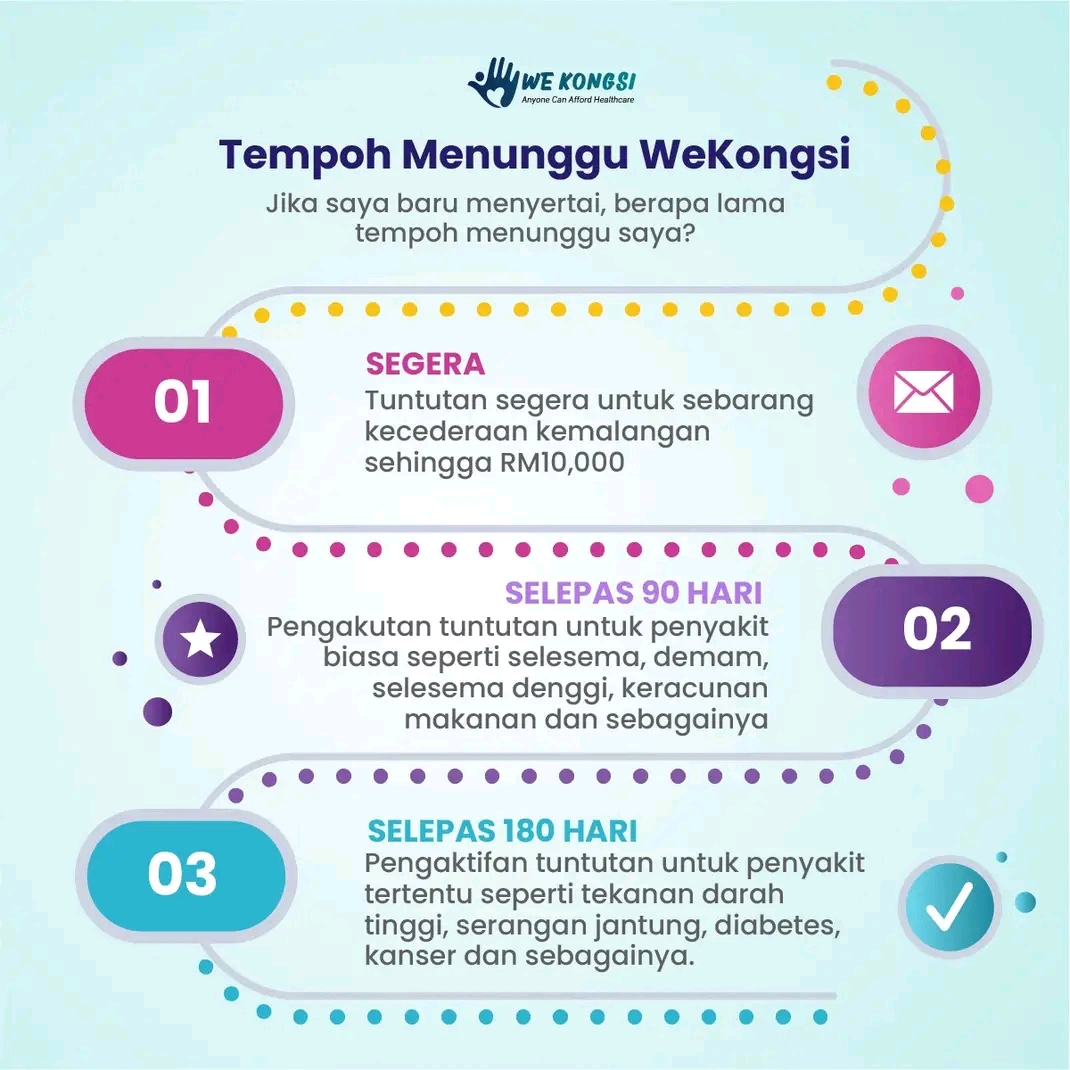 WE KONGSI
Anyone Can Afford Healthcare
Tempoh Menunggu WeKongsi
Jika saya baru menyertai, berapa lama
tempoh menunggu saya?
01
SEGERA
Tuntutan segera untuk sebarang
kecederaan kemalangan
sehingga RM10,000
SELEPAS 90 HARI
Pengakutan tuntutan untuk penyakit
biasa seperti selesema, demam,
selesema denggi, keracunan
makanan dan sebagainya
02
03
SELEPAS 180 HARI
Pengaktifan tuntutan untuk penyakit
tertentu seperti tekanan darah
tinggi, serangan jantung, diabetes,
kanser dan sebagainya.